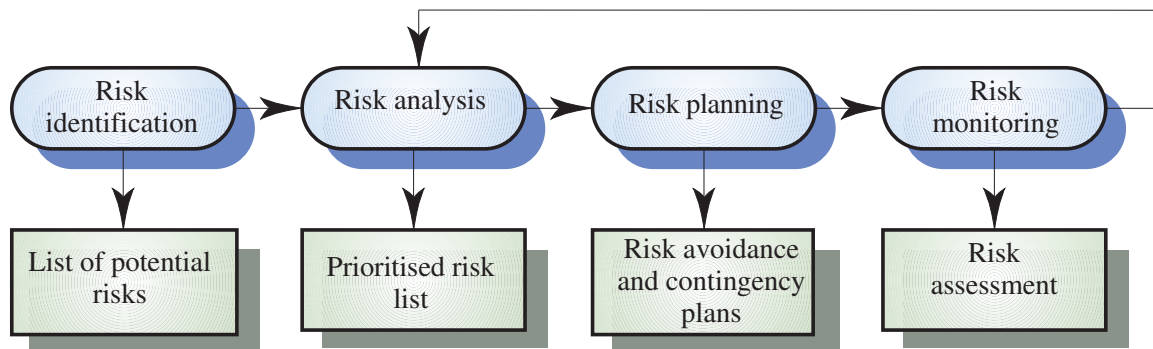 Risk
identification
Risk analysis
Risk planning
Risk
monitoring
List of potential
risks
Prioritised risk
list
Risk avoidance
and contingency
plans
Risk
assessment